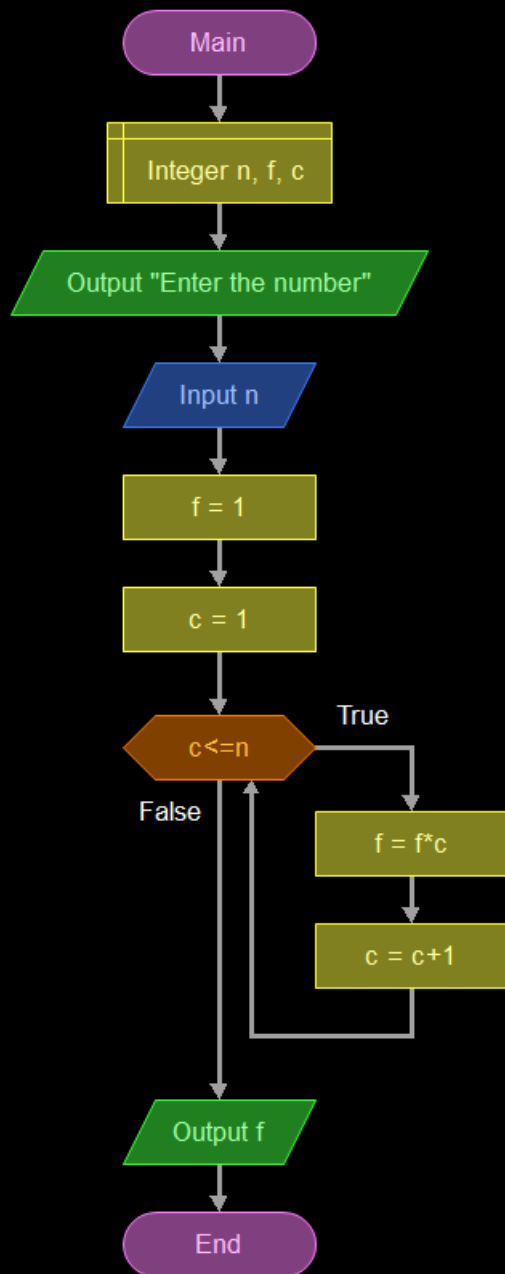 Main
Integer n, f, c
Output "Enter the number"
Input n
f = 1
c = 1
c<=n
True
False
f = f*c
c = c+1
Output f
End